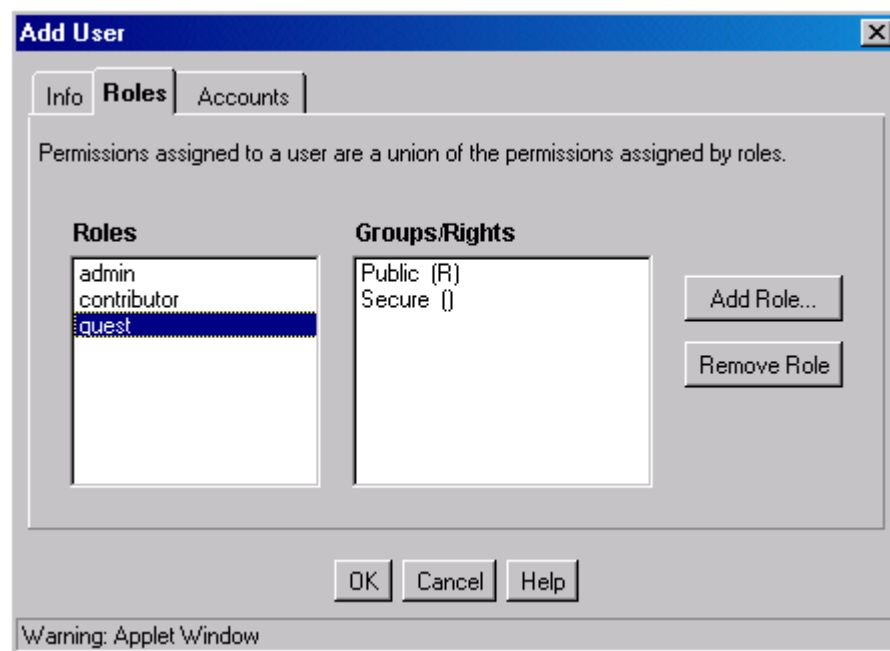 Add User
Info Roles Accounts
Permissions assigned to a user are a union of the permissions assigned by roles.
Roles Groups/Rights
admin Public (R)
contributor Secure ()
guest
Add Role...
Remove Role
OK Cancel Help
Warning: Applet Window